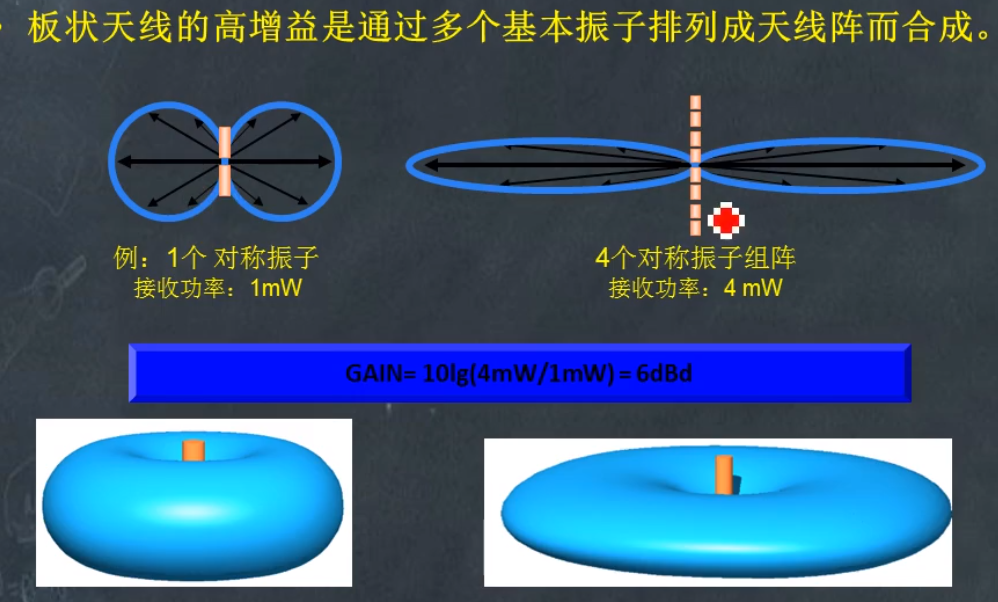 板状天线的高增益是通过多个基本振子排列成天线阵而合成。
例：1个 对称振子
接收功率：1mW
4个对称振子组阵
接收功率：4 mW
GAIN= 10lg(4mW/1mW) = 6dBd